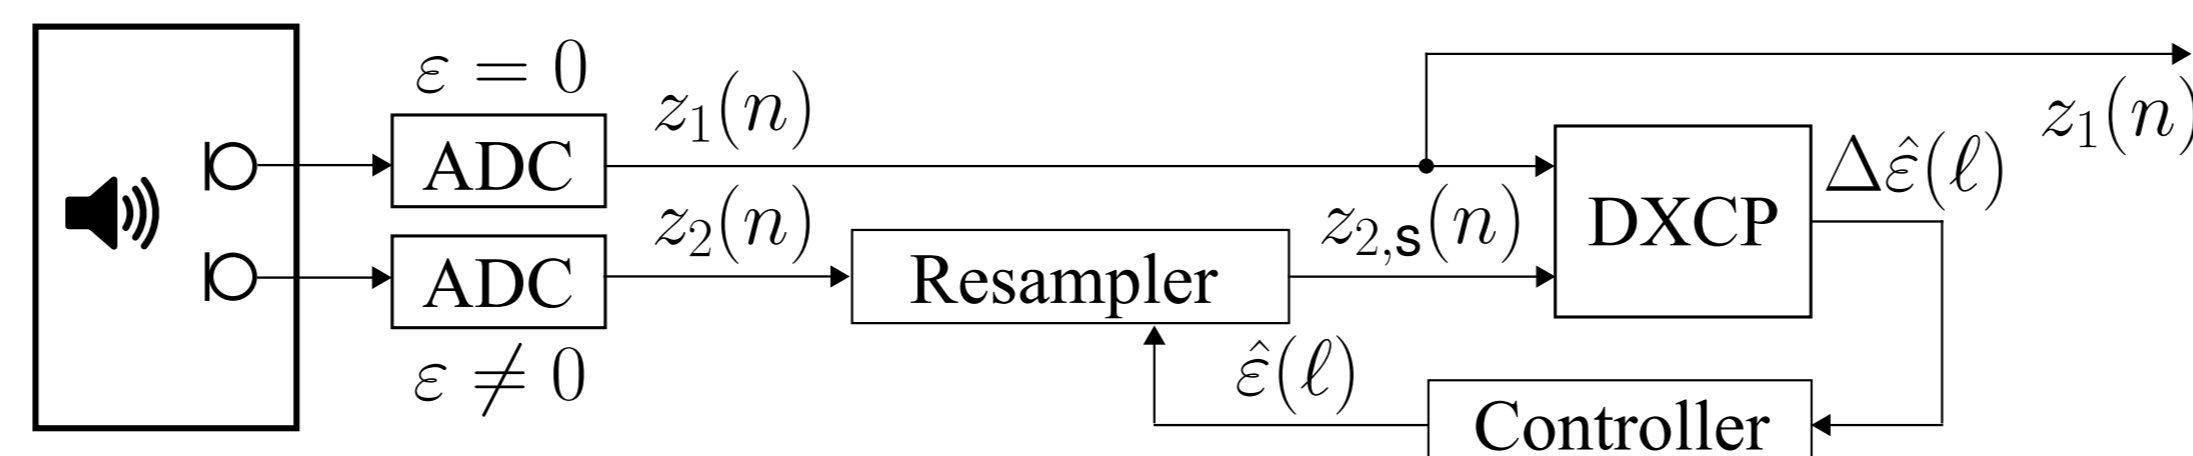 ε = 0
ADC
z₁(n)
z₁(n)
ADC
ε ≠ 0
z₂(n)
Resampler
z₂,ₛ(n)
DXCP
Δε̂(ℓ)
ε̂(ℓ)
Controller